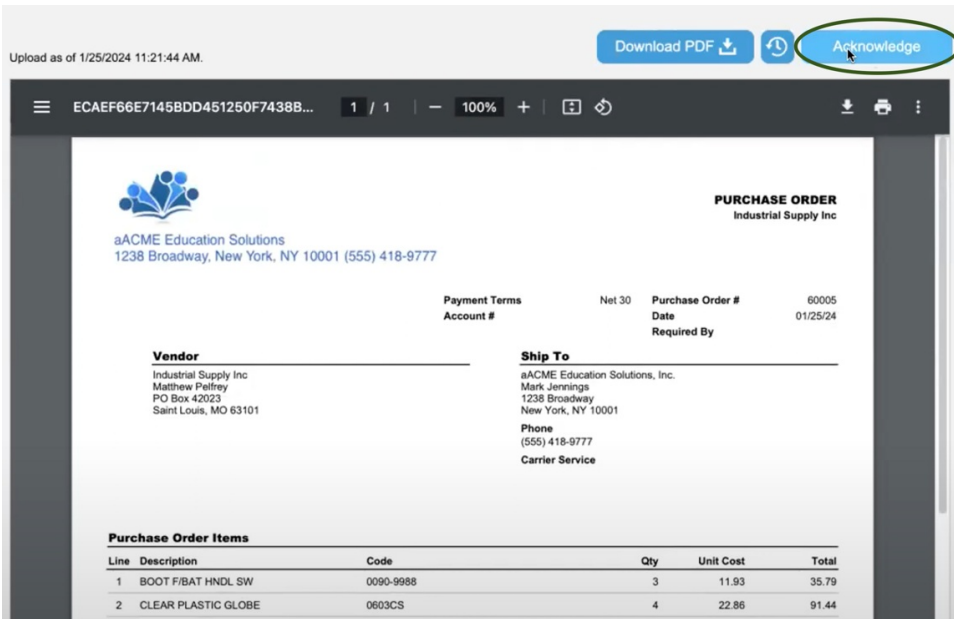 Upload as of 1/25/2024 11:21:44 AM.
Download PDF
Acknowledge
ECAEF66E7145BDD451250F7438B... 1 / 1 − 100% +
PURCHASE ORDER
Industrial Supply Inc
aACME Education Solutions
1238 Broadway, New York, NY 10001 (555) 418-9777
Payment Terms Net 30 Purchase Order # 60005
Account # Date 01/25/24
Required By
Vendor
Industrial Supply Inc
Matthew Pelfrey
PO Box 42023
Saint Louis, MO 63101
Ship To
aACME Education Solutions, Inc.
Mark Jennings
1238 Broadway
New York, NY 10001
Phone
(555) 418-9777
Carrier Service
Purchase Order Items
Line Description Code Qty Unit Cost Total
1 BOOT F/BAT HNDL SW 0090-9988 3 11.93 35.79
2 CLEAR PLASTIC GLOBE 0603CS 4 22.86 91.44